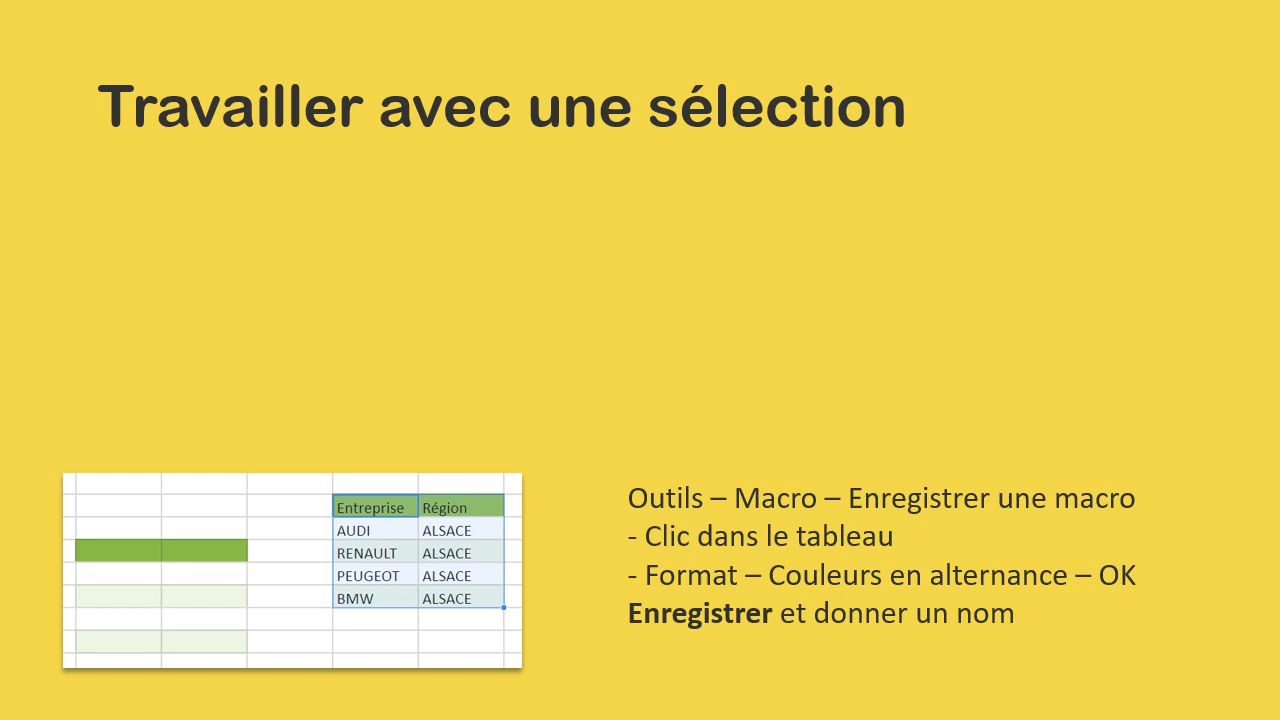 Travailler avec une sélection
Entreprise Région
AUDI ALSACE
RENAULT ALSACE
PEUGEOT ALSACE
BMW ALSACE
Outils – Macro – Enregistrer une macro
- Clic dans le tableau
- Format – Couleurs en alternance – OK
Enregistrer et donner un nom